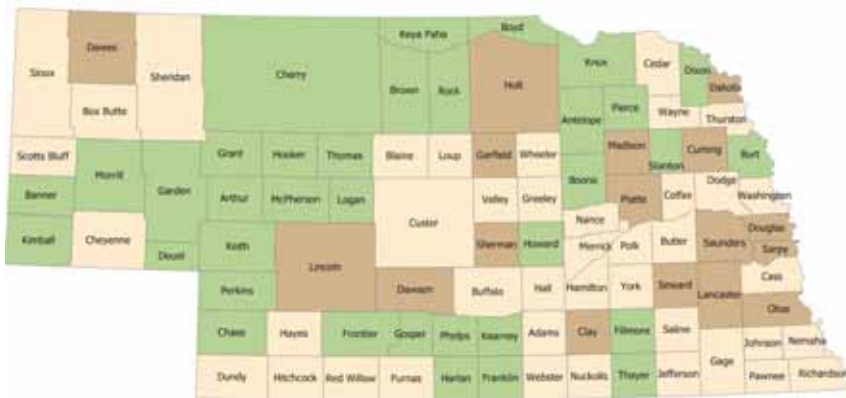 Keya Paha
Boyd
Dawes
Sioux
Sheridan
Cherry
Holt
Knox
Cedar
Dixon
Dakota
Box Butte
Brown
Rock
Antelope
Pierce
Wayne
Thurston
Scotts Bluff
Morrill
Garden
Grant
Hooker
Thomas
Blaine
Loup
Garfield
Wheeler
Madison
Stanton
Cuming
Burt
Banner
Arthur
McPherson
Logan
Valley
Greeley
Boone
Platte
Colfax
Dodge
Washington
Custer
Nance
Kimball
Cheyenne
Deuel
Keith
Lincoln
Sherman
Howard
Merrick
Polk
Butler
Saunders
Douglas
Sarpy
Perkins
Dawson
Buffalo
Hall
Hamilton
York
Seward
Lancaster
Cass
Otoe
Chase
Hayes
Frontier
Gosper
Phelps
Kearney
Adams
Clay
Fillmore
Saline
Johnson
Nemaha
Gage
Dundy
Hitchcock
Red Willow
Furnas
Harlan
Franklin
Webster
Nuckolls
Thayer
Jefferson
Pawnee
Richardson